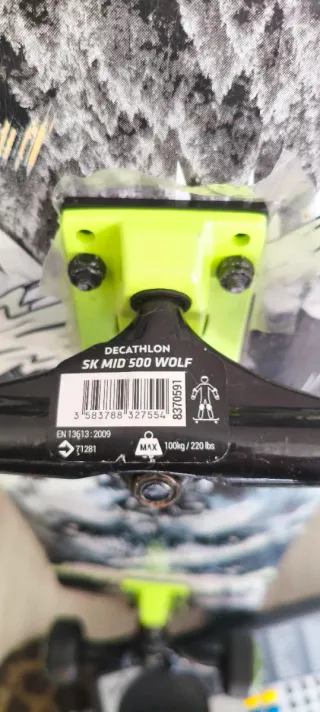 DECATHLON
SK MID 500 WOLF
3 583788 327554
8370591
EN 13613 : 2009
71281
MAX
100kg / 220 lbs